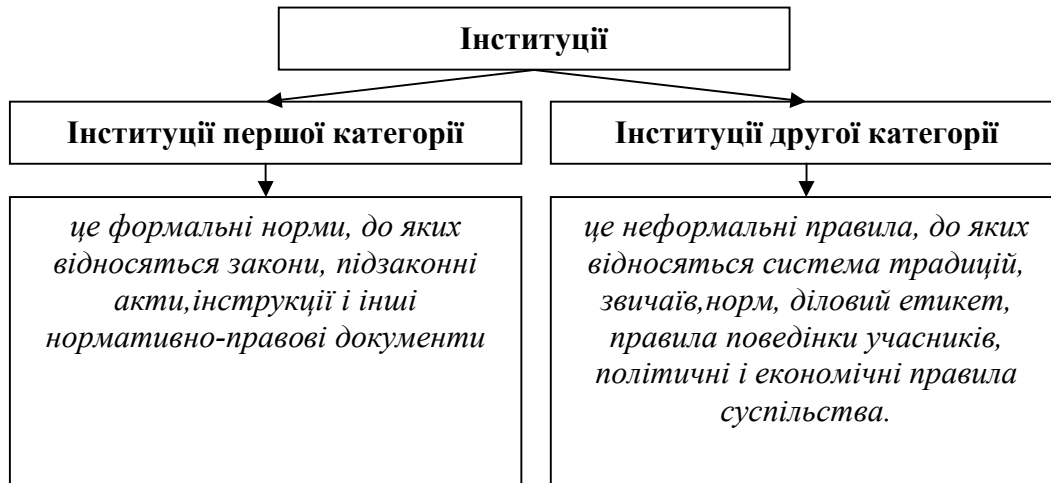 Інституції
Інституції першої категорії
Інституції другої категорії
це формальні норми, до яких
відносяться закони, підзаконні
акти,інструкції і інші
нормативно-правові документи
це неформальні правила, до яких
відносяться система традицій,
звичаїв,норм, діловий етикет,
правила поведінки учасників,
політичні і економічні правила
суспільства.